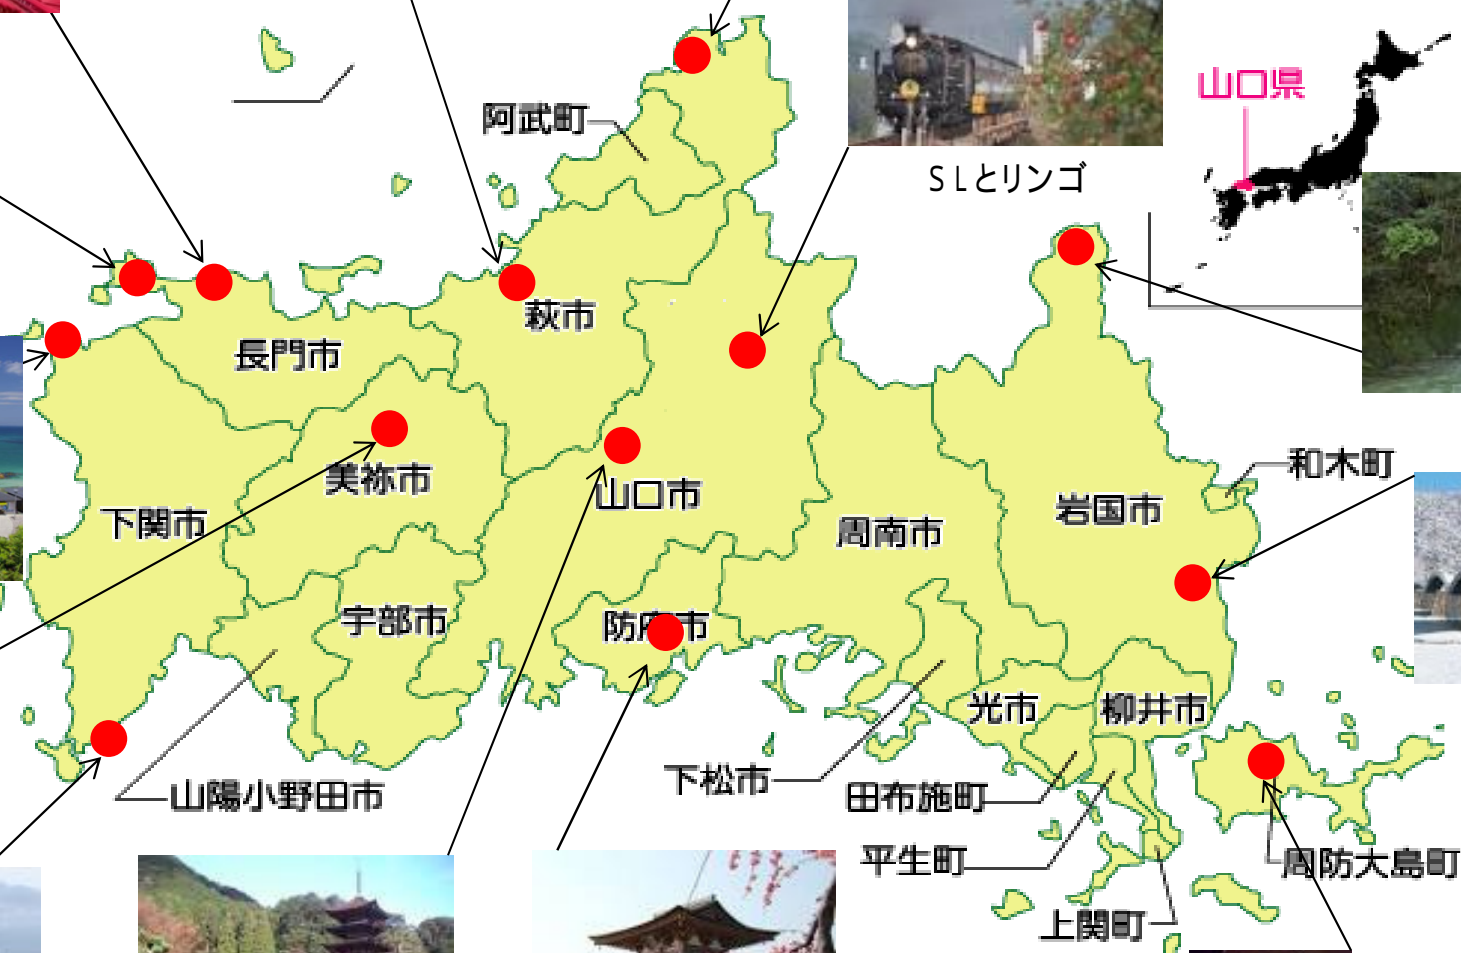 山口県
阿武町
ＳＬとリンゴ
萩市
長門市
和木町
美祢市
山口市
岩国市
下関市
周南市
宇部市
防府市
光市
柳井市
下松市
山陽小野田市
田布施町
平生町
周防大島町
上関町